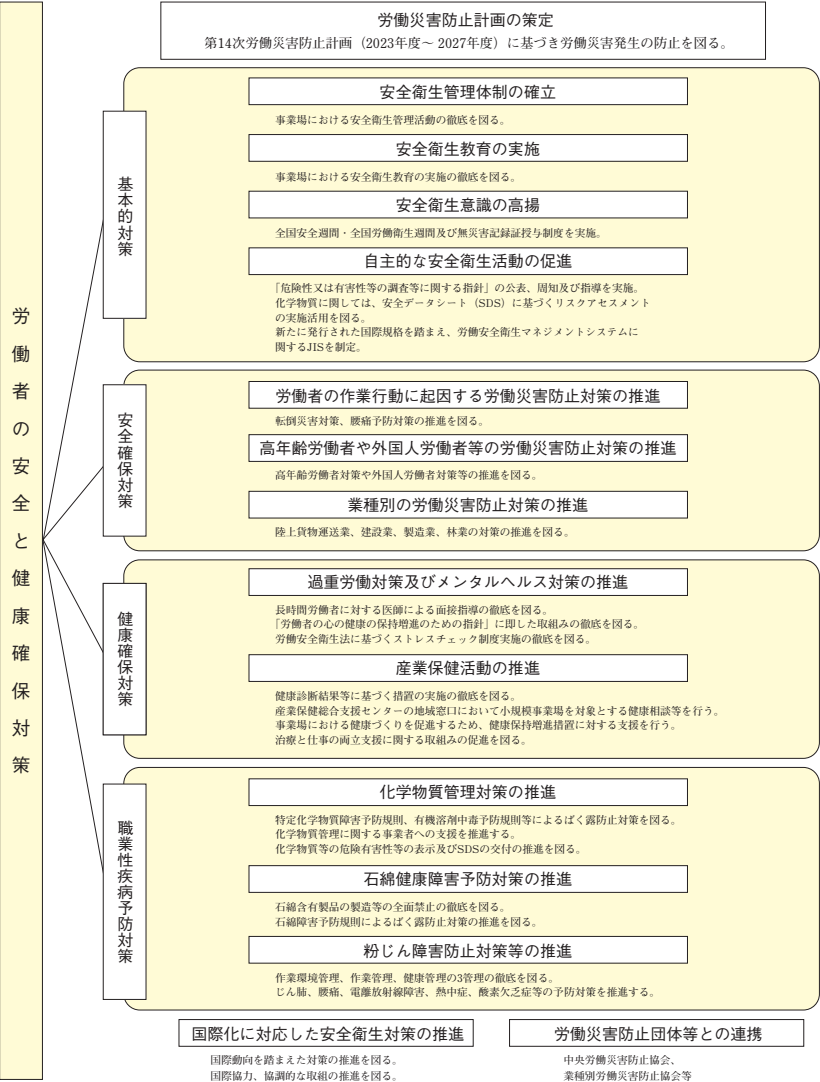 労働者の安全と健康確保対策
労働災害防止計画の策定
第14次労働災害防止計画（2023年度～2027年度）に基づき労働災害発生の防止を図る。
基本的対策
安全衛生管理体制の確立
事業場における安全衛生管理活動の徹底を図る。
安全衛生教育の実施
事業場における安全衛生教育の実施の徹底を図る。
安全衛生意識の高揚
全国安全週間・全国労働衛生週間及び無災害記録証授与制度を実施。
自主的な安全衛生活動の促進
「危険性又は有害性等の調査等に関する指針」の公表、周知及び指導を実施。
化学物質に関しては、安全データシート（SDS）に基づくリスクアセスメント
の実施活用を図る。
新たに発行された国際規格を踏まえ、労働安全衛生マネジメントシステムに
関するJISを制定。
安全確保対策
労働者の作業行動に起因する労働災害防止対策の推進
転倒災害対策、腰痛予防対策の推進を図る。
高年齢労働者や外国人労働者等の労働災害防止対策の推進
高年齢労働者対策や外国人労働者対策等の推進を図る。
業種別の労働災害防止対策の推進
陸上貨物運送業、建設業、製造業、林業の対策の推進を図る。
健康確保対策
過重労働対策及びメンタルヘルス対策の推進
長時間労働者に対する医師による面接指導の徹底を図る。
「労働者の心の健康の保持増進のための指針」に即した取組みの徹底を図る。
労働安全衛生法に基づくストレスチェック制度実施の徹底を図る。
産業保健活動の推進
健康診断結果等に基づく措置の実施の徹底を図る。
産業保健総合支援センターの地域窓口において小規模事業場を対象とする健康相談等を行う。
事業場における健康づくりを促進するため、健康保持増進措置に対する支援を行う。
治療と仕事の両立支援に関する取組みの促進を図る。
職業性疾病予防対策
化学物質管理対策の推進
特定化学物質障害予防規則、有機溶剤中毒予防規則等によるばく露防止対策を図る。
化学物質管理に関する事業者への支援を推進する。
化学物質等の危険有害性等の表示及びSDSの交付の推進を図る。
石綿健康障害予防対策の推進
石綿含有製品の製造等の全面禁止の徹底を図る。
石綿障害予防規則によるばく露防止対策の推進を図る。
粉じん障害防止対策等の推進
作業環境管理、作業管理、健康管理の3管理の徹底を図る。
じん肺、腰痛、電離放射線障害、熱中症、酸素欠乏症等の予防対策を推進する。
国際化に対応した安全衛生対策の推進
国際動向を踏まえた対策の推進を図る。
国際協力、協調的な取組の推進を図る。
労働災害防止団体等との連携
中央労働災害防止協会、
業種別労働災害防止協会等